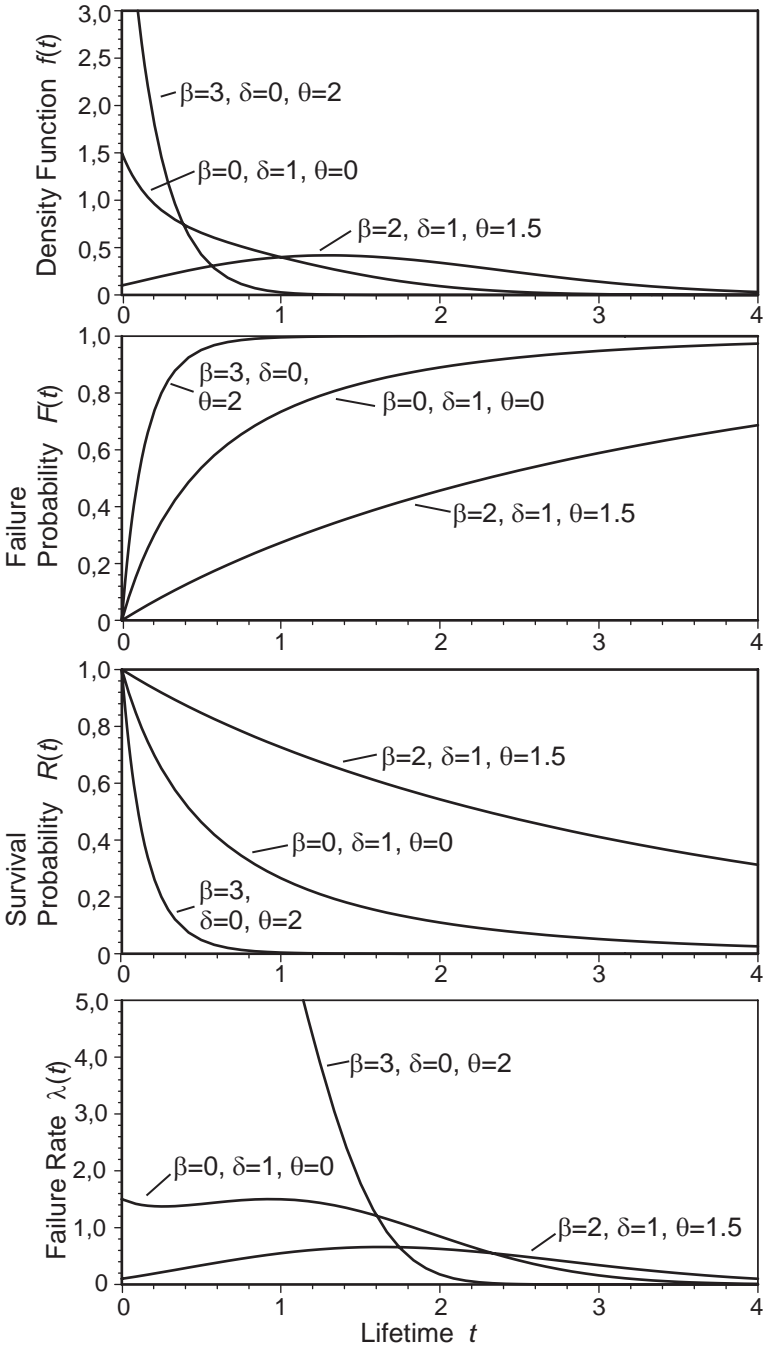 Density Function f(t)
3,0
2,5
2,0
1,5
1,0
0,5
0
β=3, δ=0, θ=2
β=0, δ=1, θ=0
β=2, δ=1, θ=1.5
0 1 2 3 4
Failure
Probability F(t)
1,0
0,8
0,6
0,4
0,2
0
β=3, δ=0,
θ=2
β=0, δ=1, θ=0
β=2, δ=1, θ=1.5
0 1 2 3 4
Survival
Probability R(t)
1,0
0,8
0,6
0,4
0,2
0
β=2, δ=1, θ=1.5
β=0, δ=1, θ=0
β=3,
δ=0, θ=2
0 1 2 3 4
Failure Rate λ(t)
5,0
4,0
3,0
2,0
1,0
0
β=3, δ=0, θ=2
β=0, δ=1, θ=0
β=2, δ=1, θ=1.5
0 1 2 3 4
Lifetime t